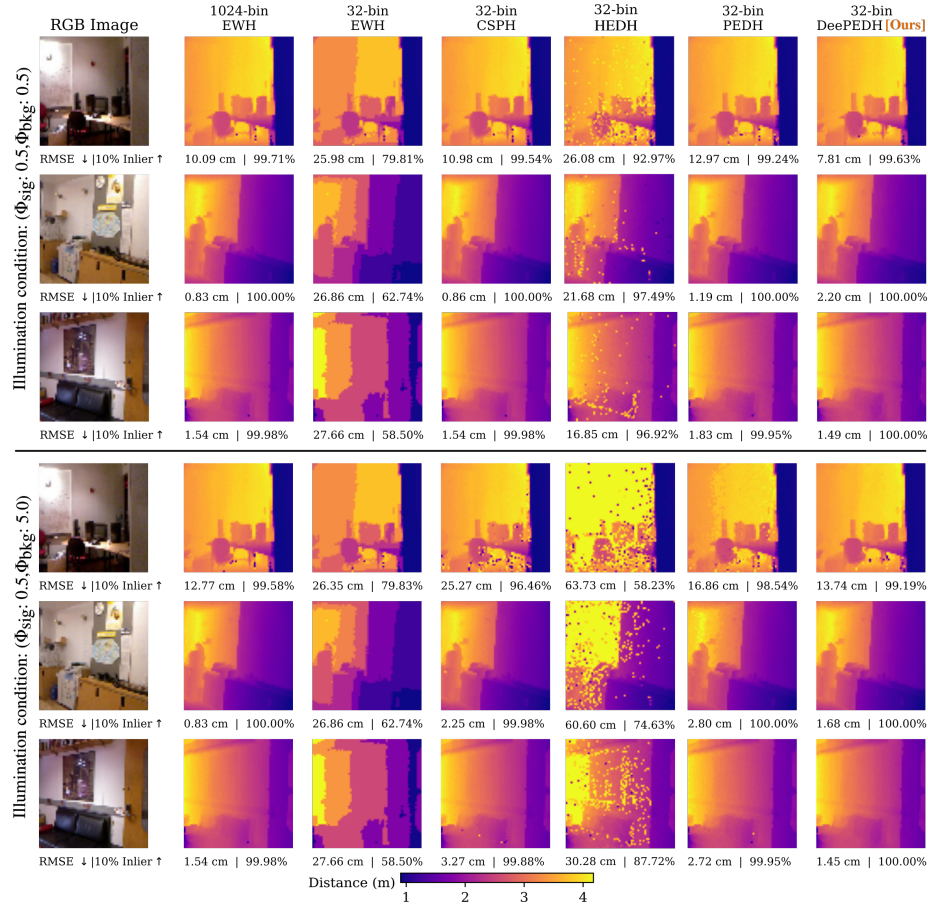 RGB Image
1024-bin
EWH
32-bin
EWH
32-bin
CSPH
32-bin
HEDH
32-bin
PEDH
32-bin
DeePEDH [Ours]
Illumination condition: (Φsig: 0.5,Φbkg: 0.5)
RMSE ↓|10% Inlier↑ 10.09 cm | 99.71% 25.98 cm | 79.81% 10.98 cm | 99.54% 26.08 cm | 92.97% 12.97 cm | 99.24% 7.81 cm | 99.63%
RMSE ↓|10% Inlier↑ 0.83 cm | 100.00% 26.86 cm | 62.74% 0.86 cm | 100.00% 21.68 cm | 97.49% 1.19 cm | 100.00% 2.20 cm | 100.00%
RMSE ↓|10% Inlier↑ 1.54 cm | 99.98% 27.66 cm | 58.50% 1.54 cm | 99.98% 16.85 cm | 96.92% 1.83 cm | 99.95% 1.49 cm | 100.00%
Illumination condition: (Φsig: 0.5,Φbkg: 5.0)
RMSE ↓|10% Inlier↑ 12.77 cm | 99.58% 26.35 cm | 79.83% 25.27 cm | 96.46% 63.73 cm | 58.23% 16.86 cm | 98.54% 13.74 cm | 99.19%
RMSE ↓|10% Inlier↑ 0.83 cm | 100.00% 26.86 cm | 62.74% 2.25 cm | 99.98% 60.60 cm | 74.63% 2.80 cm | 100.00% 1.68 cm | 100.00%
RMSE ↓|10% Inlier↑ 1.54 cm | 99.98% 27.66 cm | 58.50% 3.27 cm | 99.88% 30.28 cm | 87.72% 2.72 cm | 99.95% 1.45 cm | 100.00%
Distance (m)
1 2 3 4